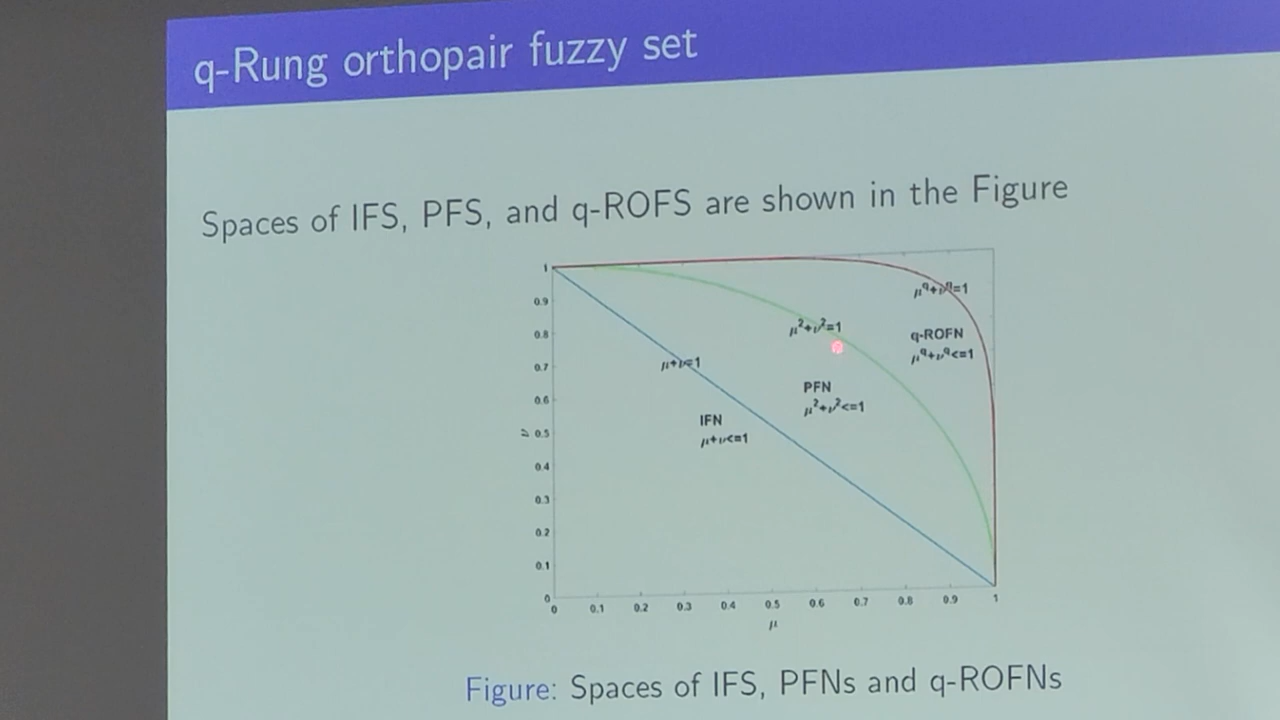 q-Rung orthopair fuzzy set
Spaces of IFS, PFS, and q-ROFS are shown in the Figure
1
0.9
0.8
0.7
0.6
0.5
0.4
0.3
0.2
0.1
0
ν
μ^q+ν^q=1
μ²+ν²=1
q-ROFN
μ^q+ν^q<=1
μ+ν=1
PFN
μ²+ν²<=1
IFN
μ+ν<=1
0 0.1 0.2 0.3 0.4 0.5 0.6 0.7 0.8 0.9 1
μ
Figure: Spaces of IFS, PFNs and q-ROFNs